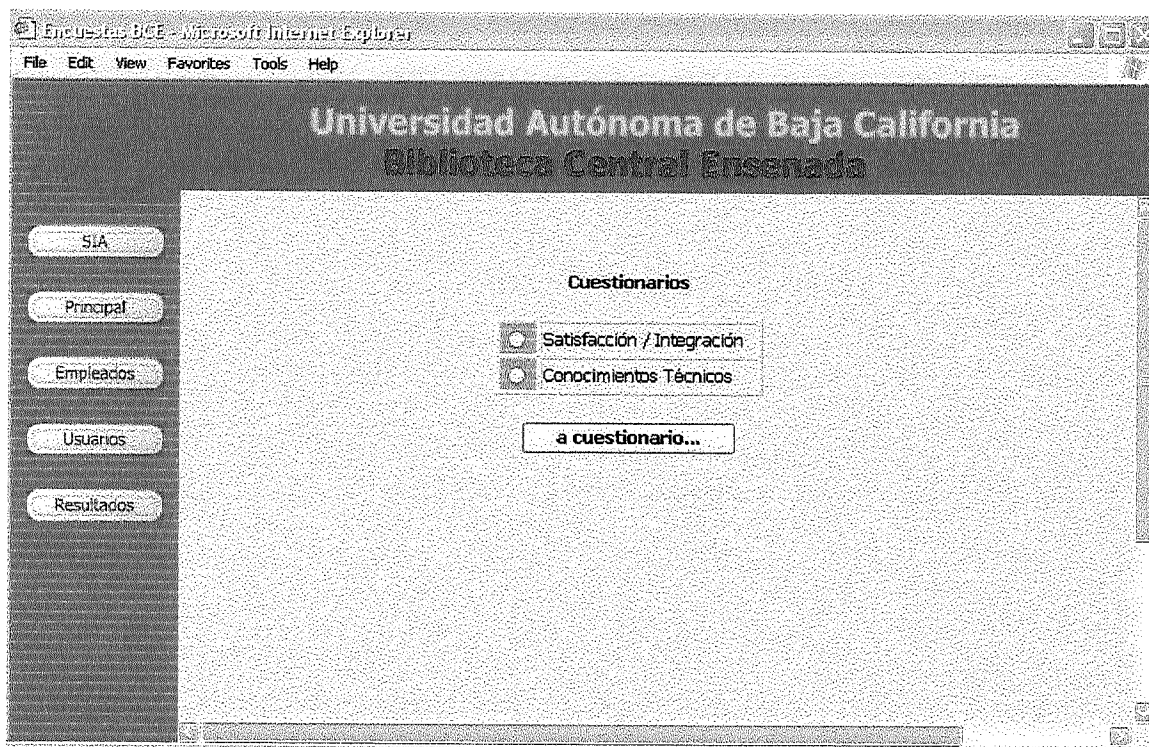 Encuestas BCE - Microsoft Internet Explorer
File Edit View Favorites Tools Help
Universidad Autónoma de Baja California
Biblioteca Central Ensenada
SIA
Principal
Empleados
Usuarios
Resultados
Cuestionarios
Satisfacción / Integración
Conocimientos Técnicos
a cuestionario...